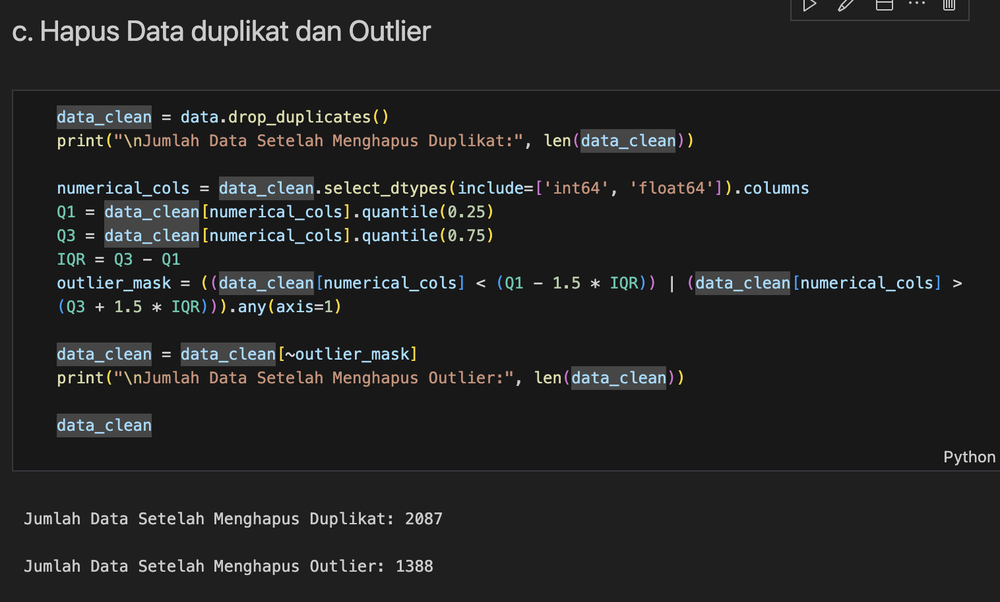 c. Hapus Data duplikat dan Outlier
data_clean = data.drop_duplicates()
print("\nJumlah Data Setelah Menghapus Duplikat:", len(data_clean))
numerical_cols = data_clean.select_dtypes(include=['int64', 'float64']).columns
Q1 = data_clean[numerical_cols].quantile(0.25)
Q3 = data_clean[numerical_cols].quantile(0.75)
IQR = Q3 - Q1
outlier_mask = ((data_clean[numerical_cols] < (Q1 - 1.5 * IQR)) | (data_clean[numerical_cols] >
(Q3 + 1.5 * IQR))).any(axis=1)
data_clean = data_clean[~outlier_mask]
print("\nJumlah Data Setelah Menghapus Outlier:", len(data_clean))
data_clean
Python
Jumlah Data Setelah Menghapus Duplikat: 2087
Jumlah Data Setelah Menghapus Outlier: 1388